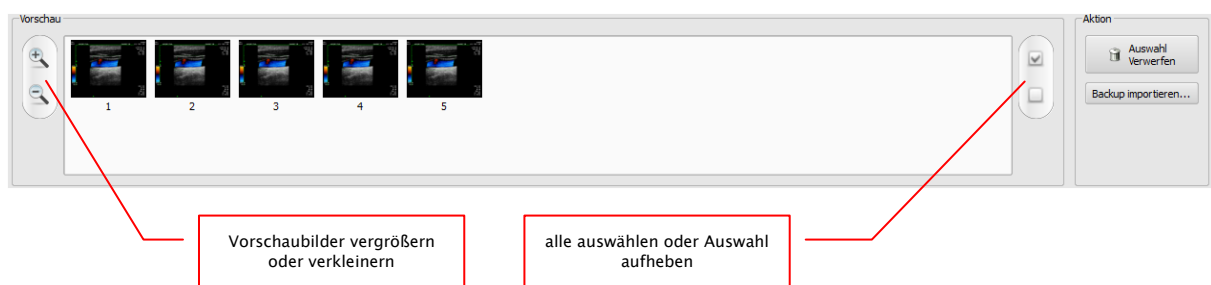 Vorschau
Aktion
Auswahl
Verwerfen
Backup importieren...
1
2
3
4
5
Vorschaubilder vergrößern
oder verkleinern
alle auswählen oder Auswahl
aufheben